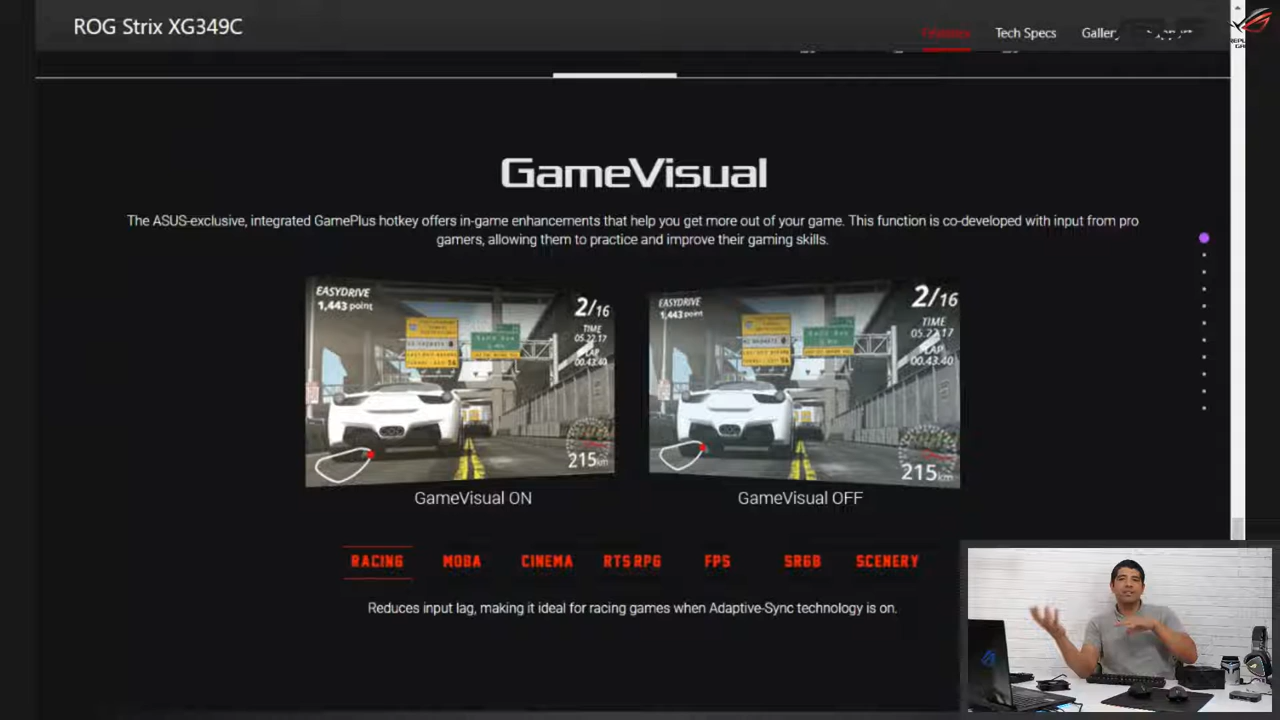 ROG Strix XG349C
Tech Specs
Gallery
Support
GameVisual
The ASUS-exclusive, integrated GamePlus hotkey offers in-game enhancements that help you get more out of your game. This function is co-developed with input from pro
gamers, allowing them to practice and improve their gaming skills.
EASYDRIVE
1,443 point
2/16
TIME
05.22.17
LAP
00.43.40
215km
EASYDRIVE
1,443 point
2/16
TIME
05.22.17
LAP
00.43.40
215km
GameVisual ON
GameVisual OFF
RACING MOBA CINEMA RTS RPG FPS SRGB SCENERY
Reduces input lag, making it ideal for racing games when Adaptive-Sync technology is on.